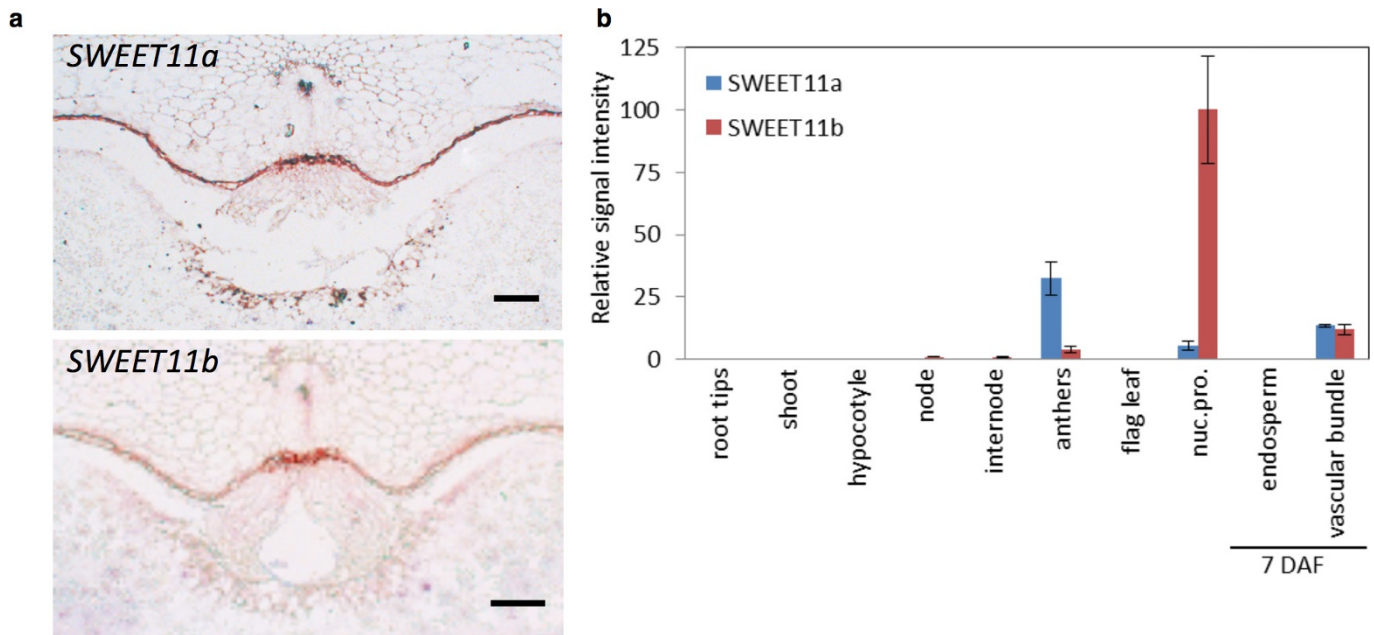 a
SWEET11a
SWEET11b
b
Relative signal intensity
125
100
75
50
25
0
SWEET11a
SWEET11b
root tips
shoot
hypocotyle
node
internode
anthers
flag leaf
nuc.pro.
endosperm
vascular bundle
7 DAF